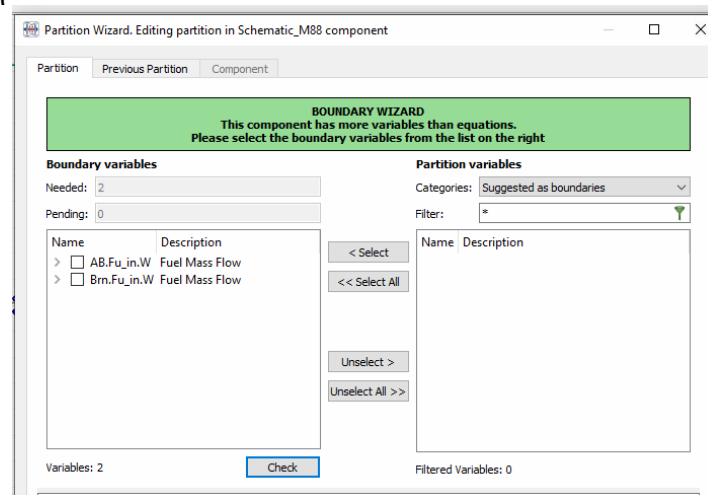 Partition Wizard. Editing partition in Schematic_M88 component
Partition Previous Partition Component
BOUNDARY WIZARD
This component has more variables than equations.
Please select the boundary variables from the list on the right
Boundary variables
Needed: 2
Pending: 0
Name Description
AB.Fu_in.W Fuel Mass Flow
Brn.Fu_in.W Fuel Mass Flow
Variables: 2
Check
< Select
<< Select All
Unselect >
Unselect All >>
Partition variables
Categories: Suggested as boundaries
Filter: *
Name Description
Filtered Variables: 0